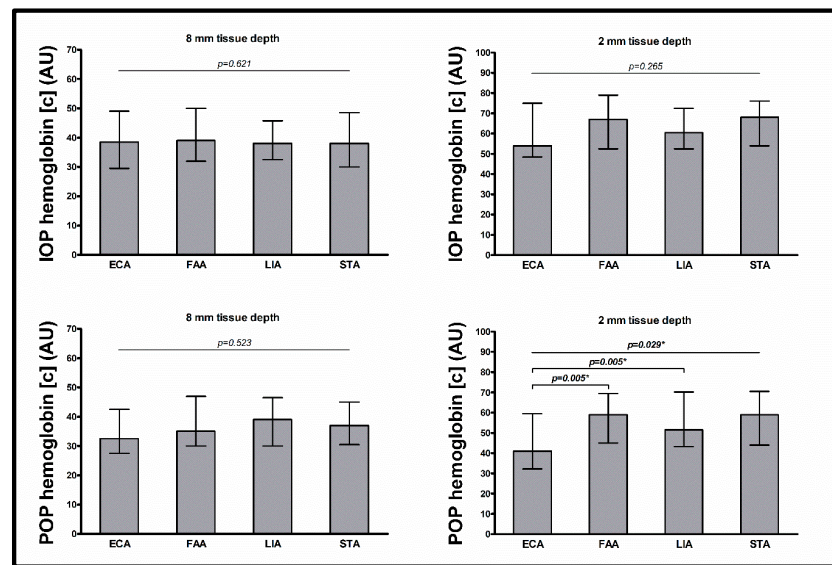 8 mm tissue depth
IOP hemoglobin [c] (AU)
70
60
50
40
30
20
10
0
p=0.621
ECA FAA LIA STA
2 mm tissue depth
IOP hemoglobin [c] (AU)
100
90
80
70
60
50
40
30
20
10
0
p=0.265
ECA FAA LIA STA
8 mm tissue depth
POP hemoglobin [c] (AU)
70
60
50
40
30
20
10
0
p=0.523
ECA FAA LIA STA
2 mm tissue depth
POP hemoglobin [c] (AU)
100
90
80
70
60
50
40
30
20
10
0
p=0.029*
p=0.005*
p=0.005*
ECA FAA LIA STA